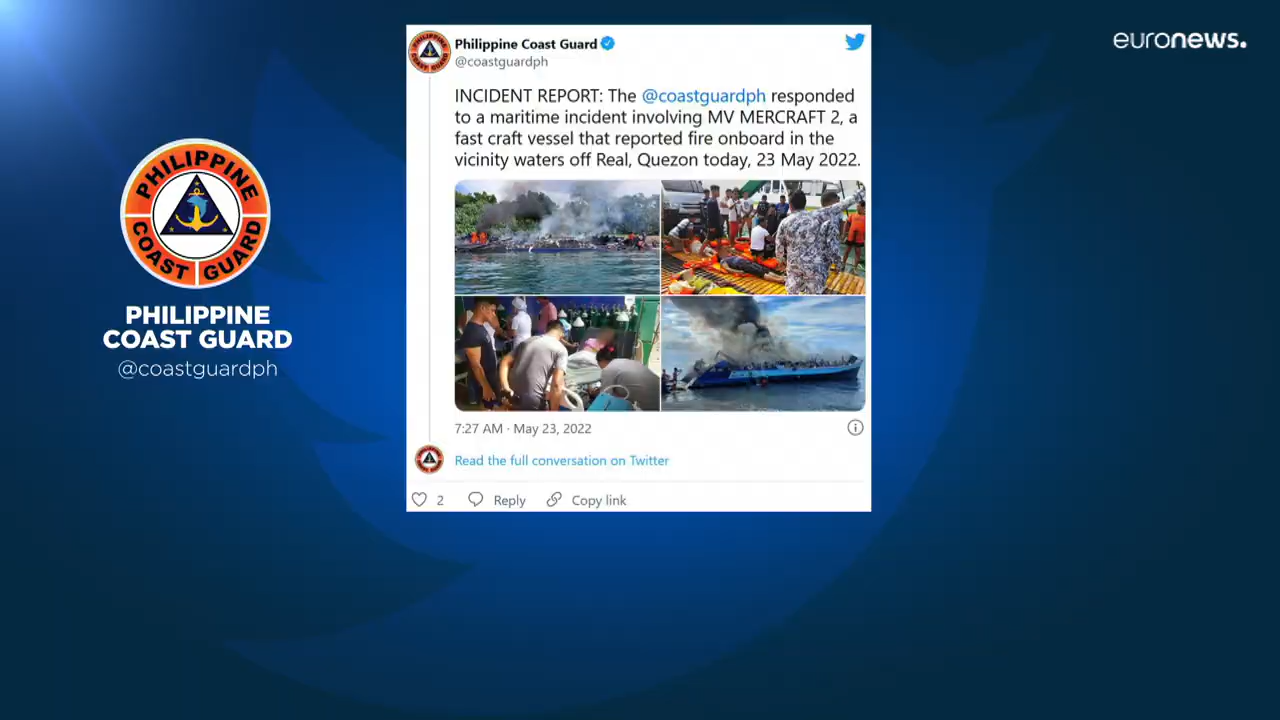 euronews.
PHILIPPINE
COAST GUARD
PHILIPPINE
COAST GUARD
@coastguardph
Philippine Coast Guard
@coastguardph
INCIDENT REPORT: The @coastguardph responded
to a maritime incident involving MV MERCRAFT 2, a
fast craft vessel that reported fire onboard in the
vicinity waters off Real, Quezon today, 23 May 2022.
7:27 AM · May 23, 2022
Read the full conversation on Twitter
2 Reply Copy link